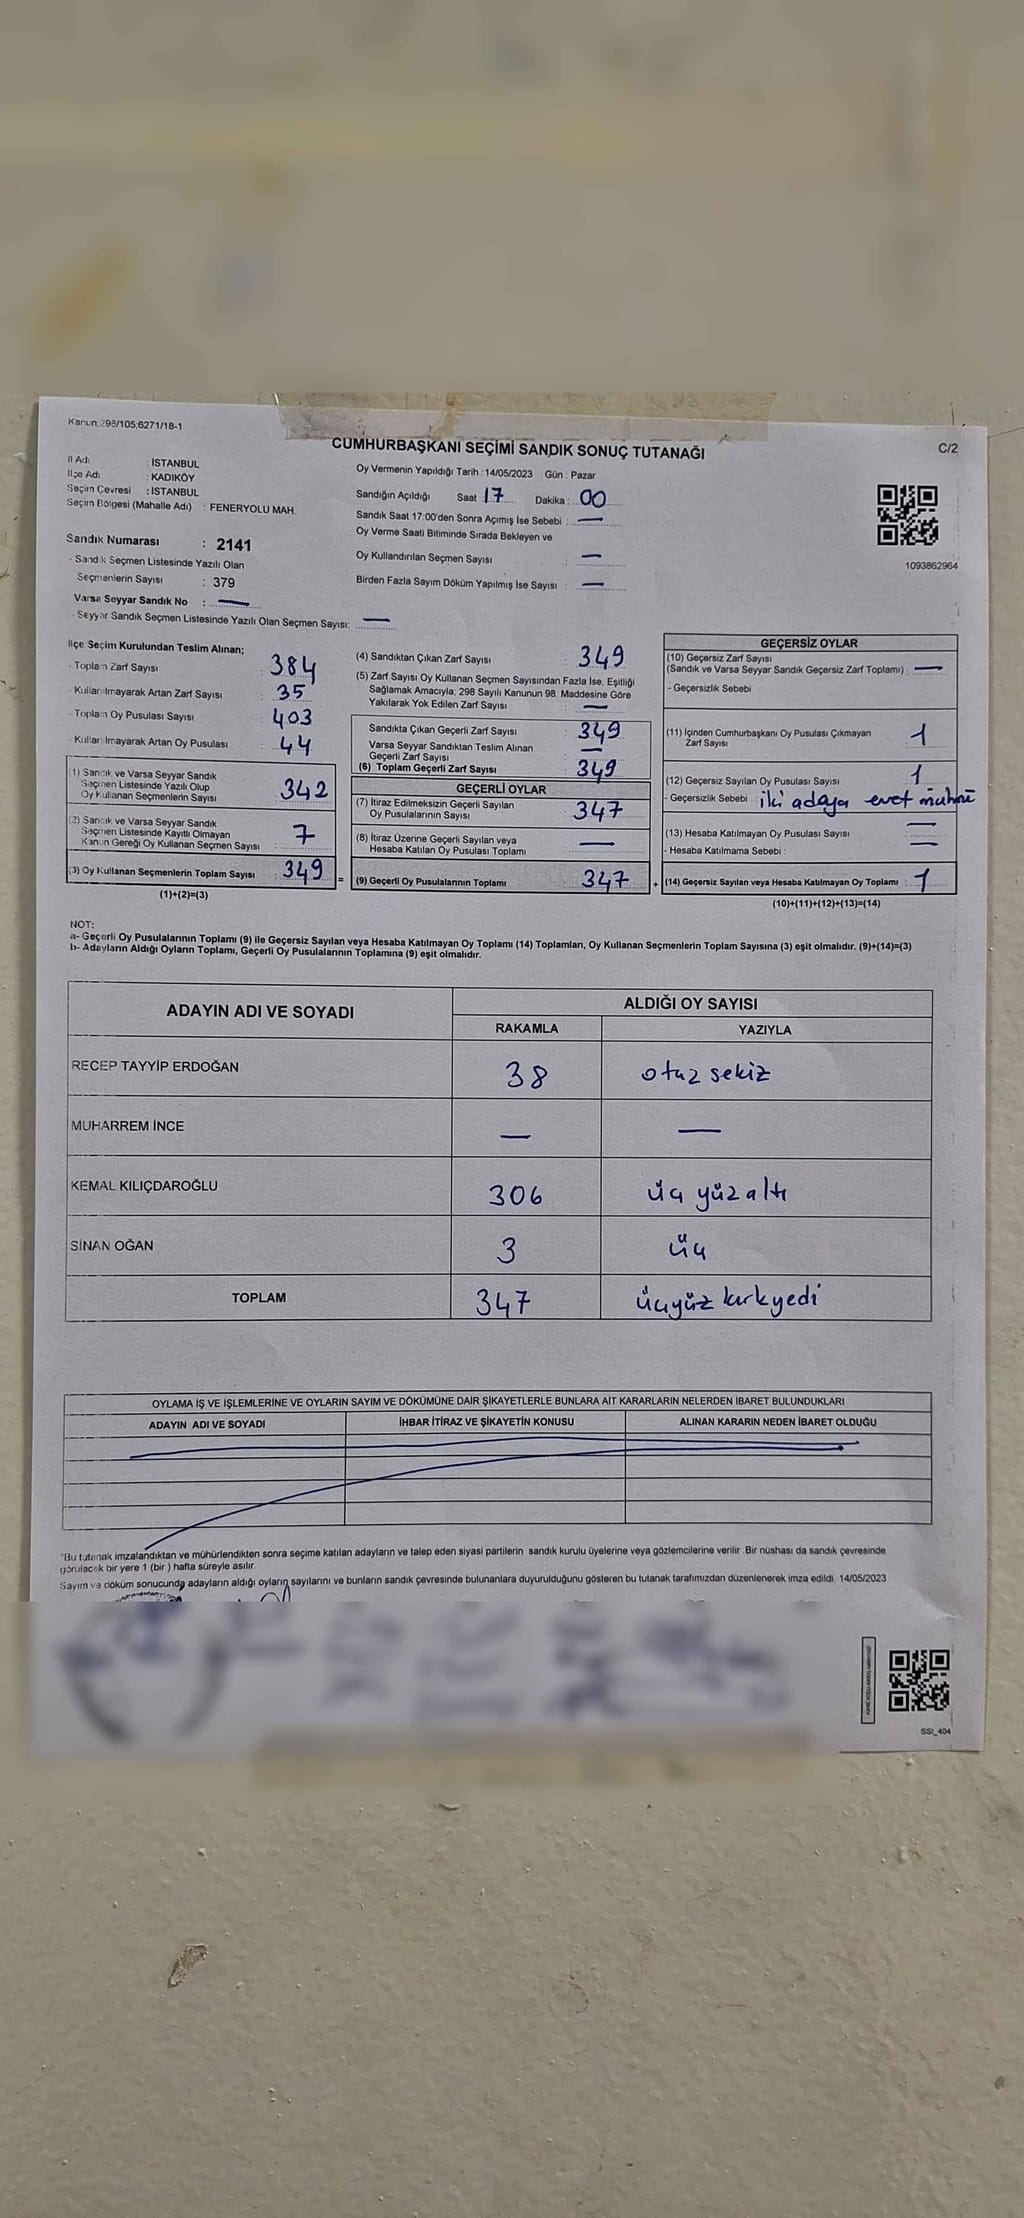 Kanun;298/105;6271/18-1
CUMHURBAŞKANI SEÇİMİ SANDIK SONUÇ TUTANAĞI
C/2
İl Adı : İSTANBUL
İlçe Adı : KADIKÖY
Seçim Çevresi : İSTANBUL
Seçim Bölgesi (Mahalle Adı) : FENERYOLU MAH.
Sandık Numarası : 2141
- Sandık Seçmen Listesinde Yazılı Olan
Seçmenlerin Sayısı : 379
Varsa Seyyar Sandık No : —
- Seyyar Sandık Seçmen Listesinde Yazılı Olan Seçmen Sayısı: —
Oy Vermenin Yapıldığı Tarih : 14/05/2023 Gün : Pazar
Sandığın Açıldığı Saat 17 Dakika : 00
Sandık Saat 17:00'den Sonra Açımış İse Sebebi : —
Oy Verme Saati Bitiminde Sırada Bekleyen ve
Oy Kullandırılan Seçmen Sayısı : —
Birden Fazla Sayım Döküm Yapılmış İse Sayısı : —
1093862964
İlçe Seçim Kurulundan Teslim Alınan;
- Toplam Zarf Sayısı : 384
- Kullanılmayarak Artan Zarf Sayısı : 35
- Toplam Oy Pusulası Sayısı : 403
- Kullanılmayarak Artan Oy Pusulası : 44
(1) Sandık ve Varsa Seyyar Sandık
Seçmen Listesinde Yazılı Olup
Oy Kullanan Seçmenlerin Sayısı : 342
(2) Sandık ve Varsa Seyyar Sandık
Seçmen Listesinde Kayıtlı Olmayan
Kanun Gereği Oy Kullanan Seçmen Sayısı : 7
(3) Oy Kullanan Seçmenlerin Toplam Sayısı : 349 =
(1)+(2)=(3)
(4) Sandıktan Çıkan Zarf Sayısı : 349
(5) Zarf Sayısı Oy Kullanan Seçmen Sayısından Fazla İse, Eşitliği
Sağlamak Amacıyla; 298 Sayılı Kanunun 98. Maddesine Göre
Yakılarak Yok Edilen Zarf Sayısı : —
Sandıkta Çıkan Geçerli Zarf Sayısı : 349
Varsa Seyyar Sandıktan Teslim Alınan
Geçerli Zarf Sayısı : —
(6) Toplam Geçerli Zarf Sayısı : 349
GEÇERLİ OYLAR
(7) İtiraz Edilmeksizin Geçerli Sayılan
Oy Pusulalarının Sayısı : 347
(8) İtiraz Üzerine Geçerli Sayılan veya
Hesaba Katılan Oy Pusulası Toplamı : —
(9) Geçerli Oy Pusulalarının Toplamı : 347 +
GEÇERSİZ OYLAR
(10) Geçersiz Zarf Sayısı
(Sandık ve Varsa Seyyar Sandık Geçersiz Zarf Toplamı) : —
- Geçersizlik Sebebi :
(11) İçinden Cumhurbaşkanı Oy Pusulası Çıkmayan
Zarf Sayısı : 1
(12) Geçersiz Sayılan Oy Pusulası Sayısı : 1
- Geçersizlik Sebebi : iki adaya evet mührü
(13) Hesaba Katılmayan Oy Pusulası Sayısı : —
- Hesaba Katılmama Sebebi : —
(14) Geçersiz Sayılan veya Hesaba Katılmayan Oy Toplamı : 1
(10)+(11)+(12)+(13)=(14)
NOT:
a- Geçerli Oy Pusulalarının Toplamı (9) ile Geçersiz Sayılan veya Hesaba Katılmayan Oy Toplamı (14) Toplamları, Oy Kullanan Seçmenlerin Toplam Sayısına (3) eşit olmalıdır. (9)+(14)=(3)
b- Adayların Aldığı Oyların Toplamı, Geçerli Oy Pusulalarının Toplamına (9) eşit olmalıdır.
ADAYIN ADI VE SOYADI ALDIĞI OY SAYISI
RAKAMLA YAZIYLA
RECEP TAYYİP ERDOĞAN 38 otuz sekiz
MUHARREM İNCE — —
KEMAL KILIÇDAROĞLU 306 üç yüz altı
SİNAN OĞAN 3 üç
TOPLAM 347 üçyüz kırkyedi
OYLAMA İŞ VE İŞLEMLERİNE VE OYLARIN SAYIM VE DÖKÜMÜNE DAİR ŞİKAYETLERLE BUNLARA AİT KARARLARIN NELERDEN İBARET BULUNDUKLARI
ADAYIN ADI VE SOYADI İHBAR İTİRAZ VE ŞİKAYETİN KONUSU ALINAN KARARIN NEDEN İBARET OLDUĞU
*Bu tutanak imzalandıktan ve mühürlendikten sonra seçime katılan adayların ve talep eden siyasi partilerin sandık kurulu üyelerine veya gözlemcilerine verilir .Bir nüshası da sandık çevresinde
görülecek bir yere 1 (bir ) hafta süreyle asılır.
Sayım ve döküm sonucunda adayların aldığı oyların sayılarını ve bunların sandık çevresinde bulunanlara duyurulduğunu gösteren bu tutanak tarafımızdan düzenlenerek imza edildi. 14/05/2023
SSI_404